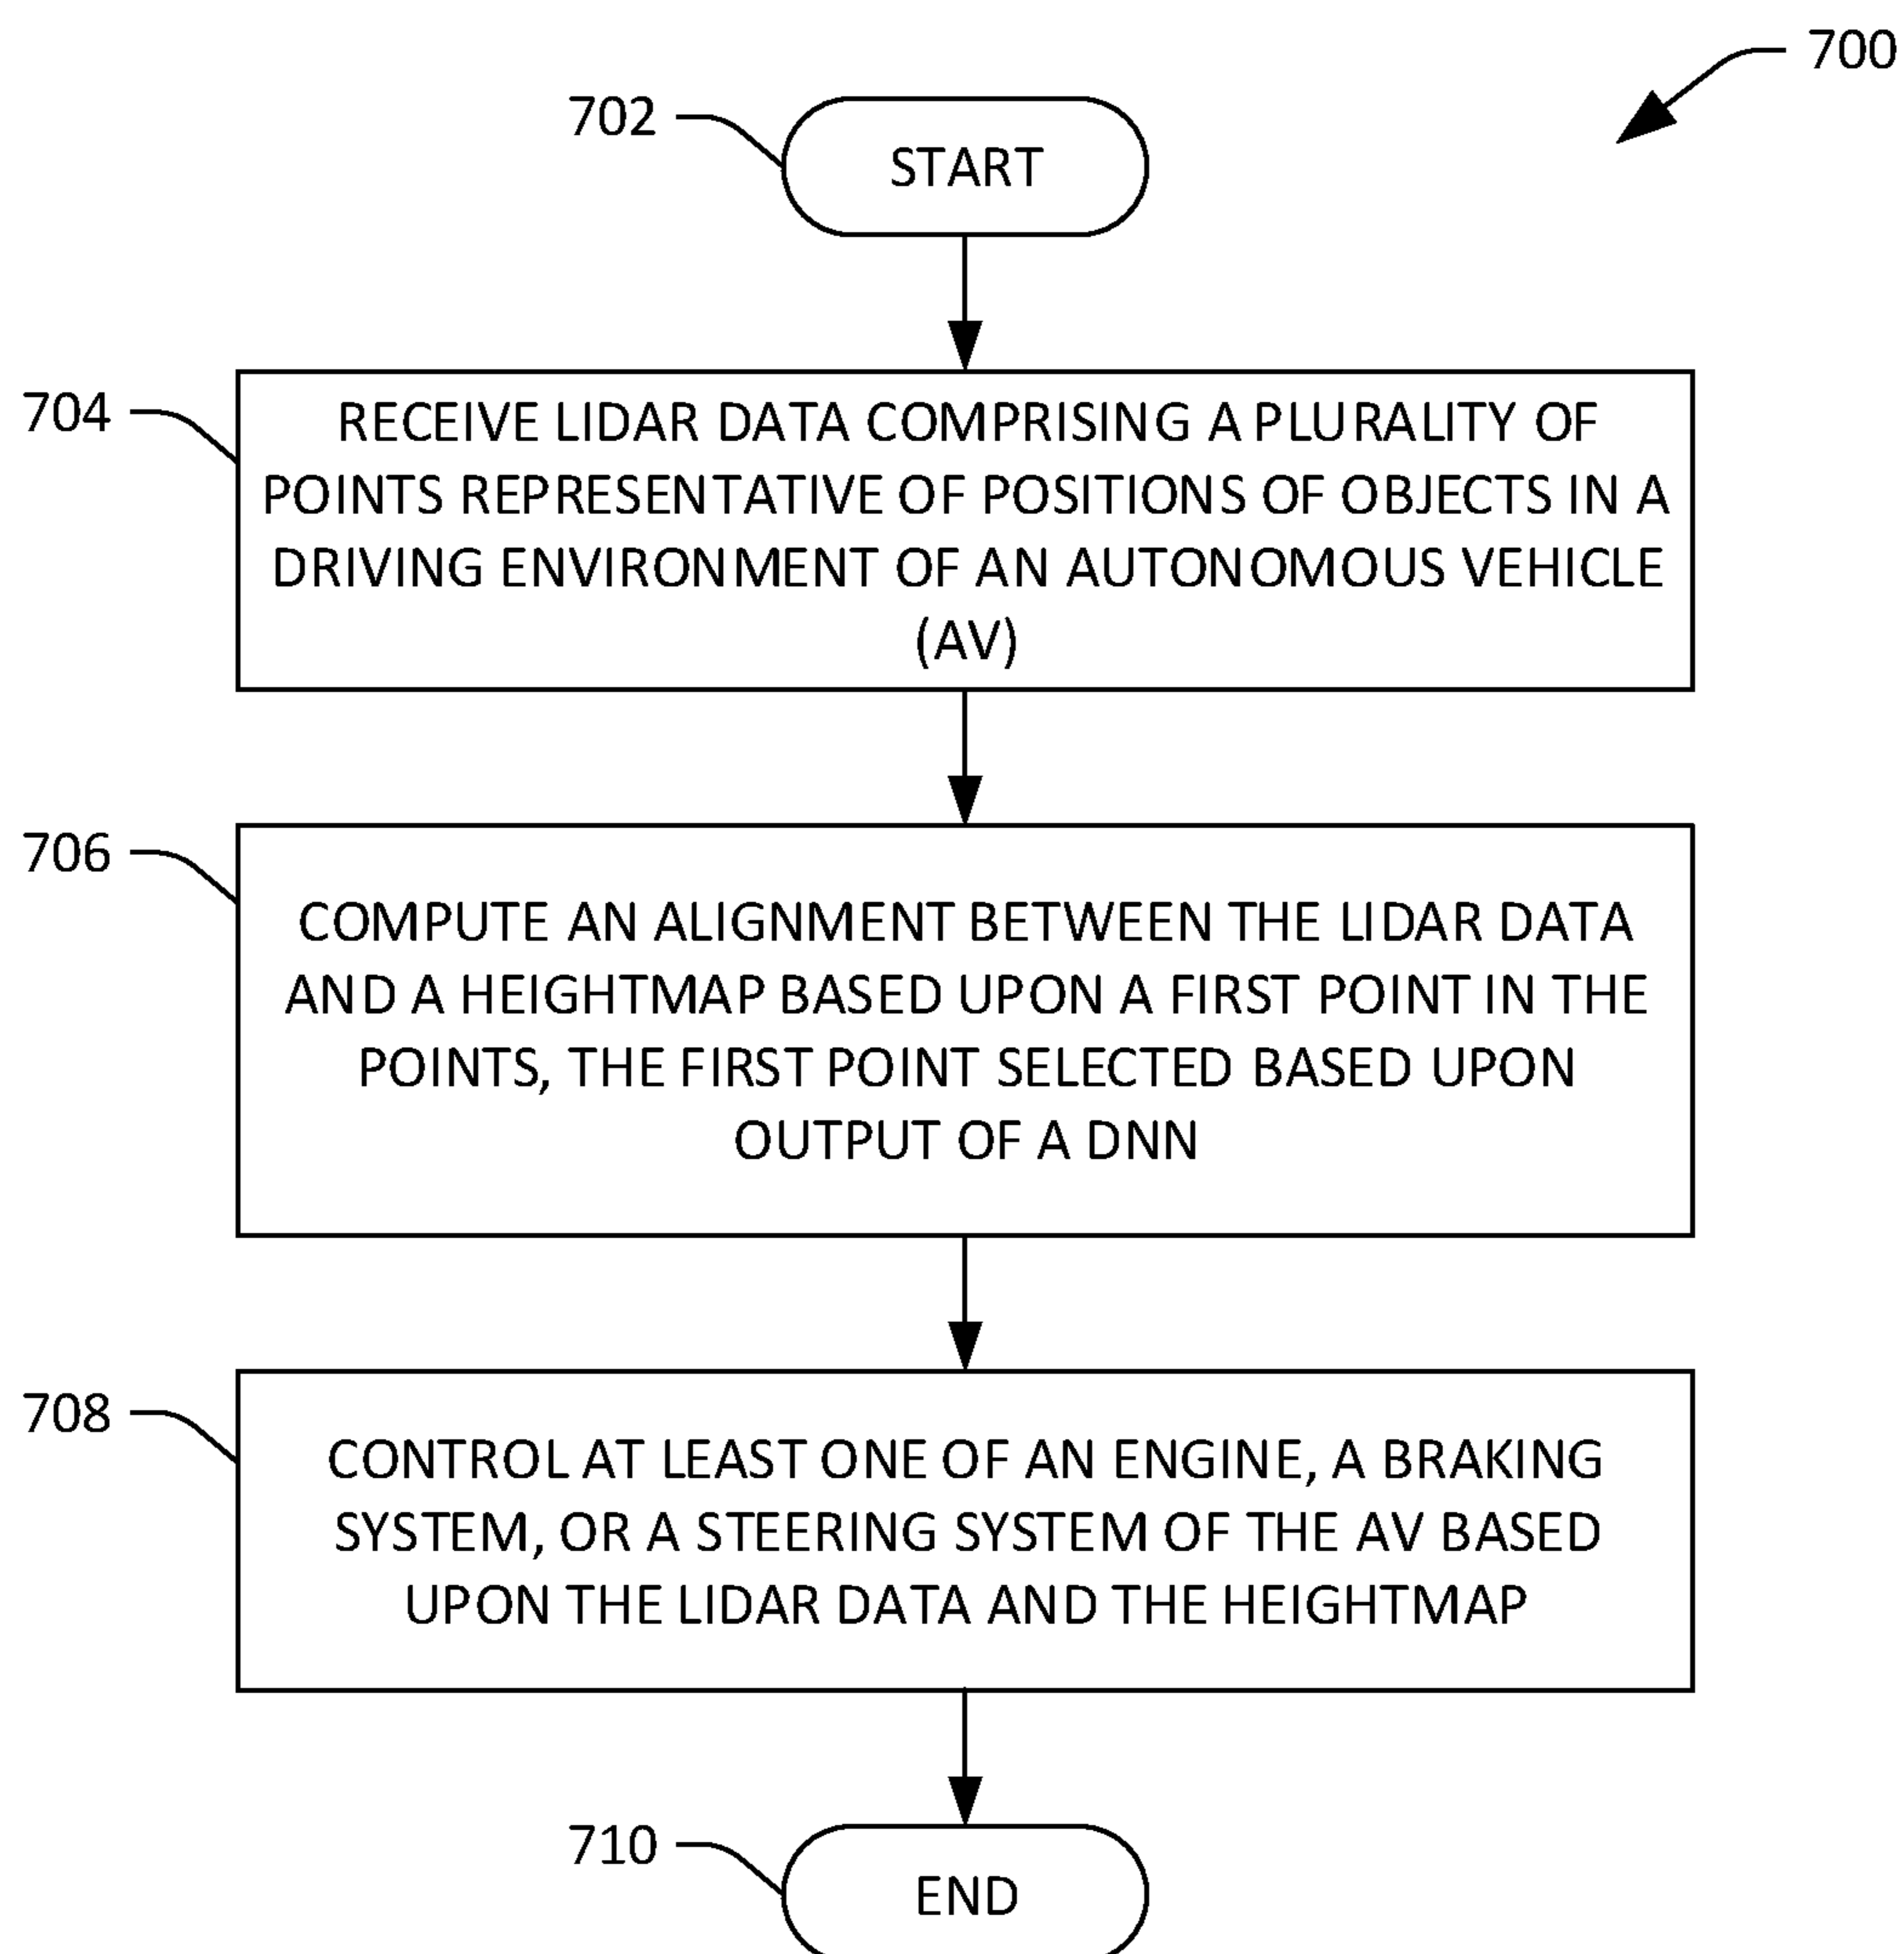 700
702
START
704
RECEIVE LIDAR DATA COMPRISING A PLURALITY OF
POINTS REPRESENTATIVE OF POSITIONS OF OBJECTS IN A
DRIVING ENVIRONMENT OF AN AUTONOMOUS VEHICLE
(AV)
706
COMPUTE AN ALIGNMENT BETWEEN THE LIDAR DATA
AND A HEIGHTMAP BASED UPON A FIRST POINT IN THE
POINTS, THE FIRST POINT SELECTED BASED UPON
OUTPUT OF A DNN
708
CONTROL AT LEAST ONE OF AN ENGINE, A BRAKING
SYSTEM, OR A STEERING SYSTEM OF THE AV BASED
UPON THE LIDAR DATA AND THE HEIGHTMAP
710
END